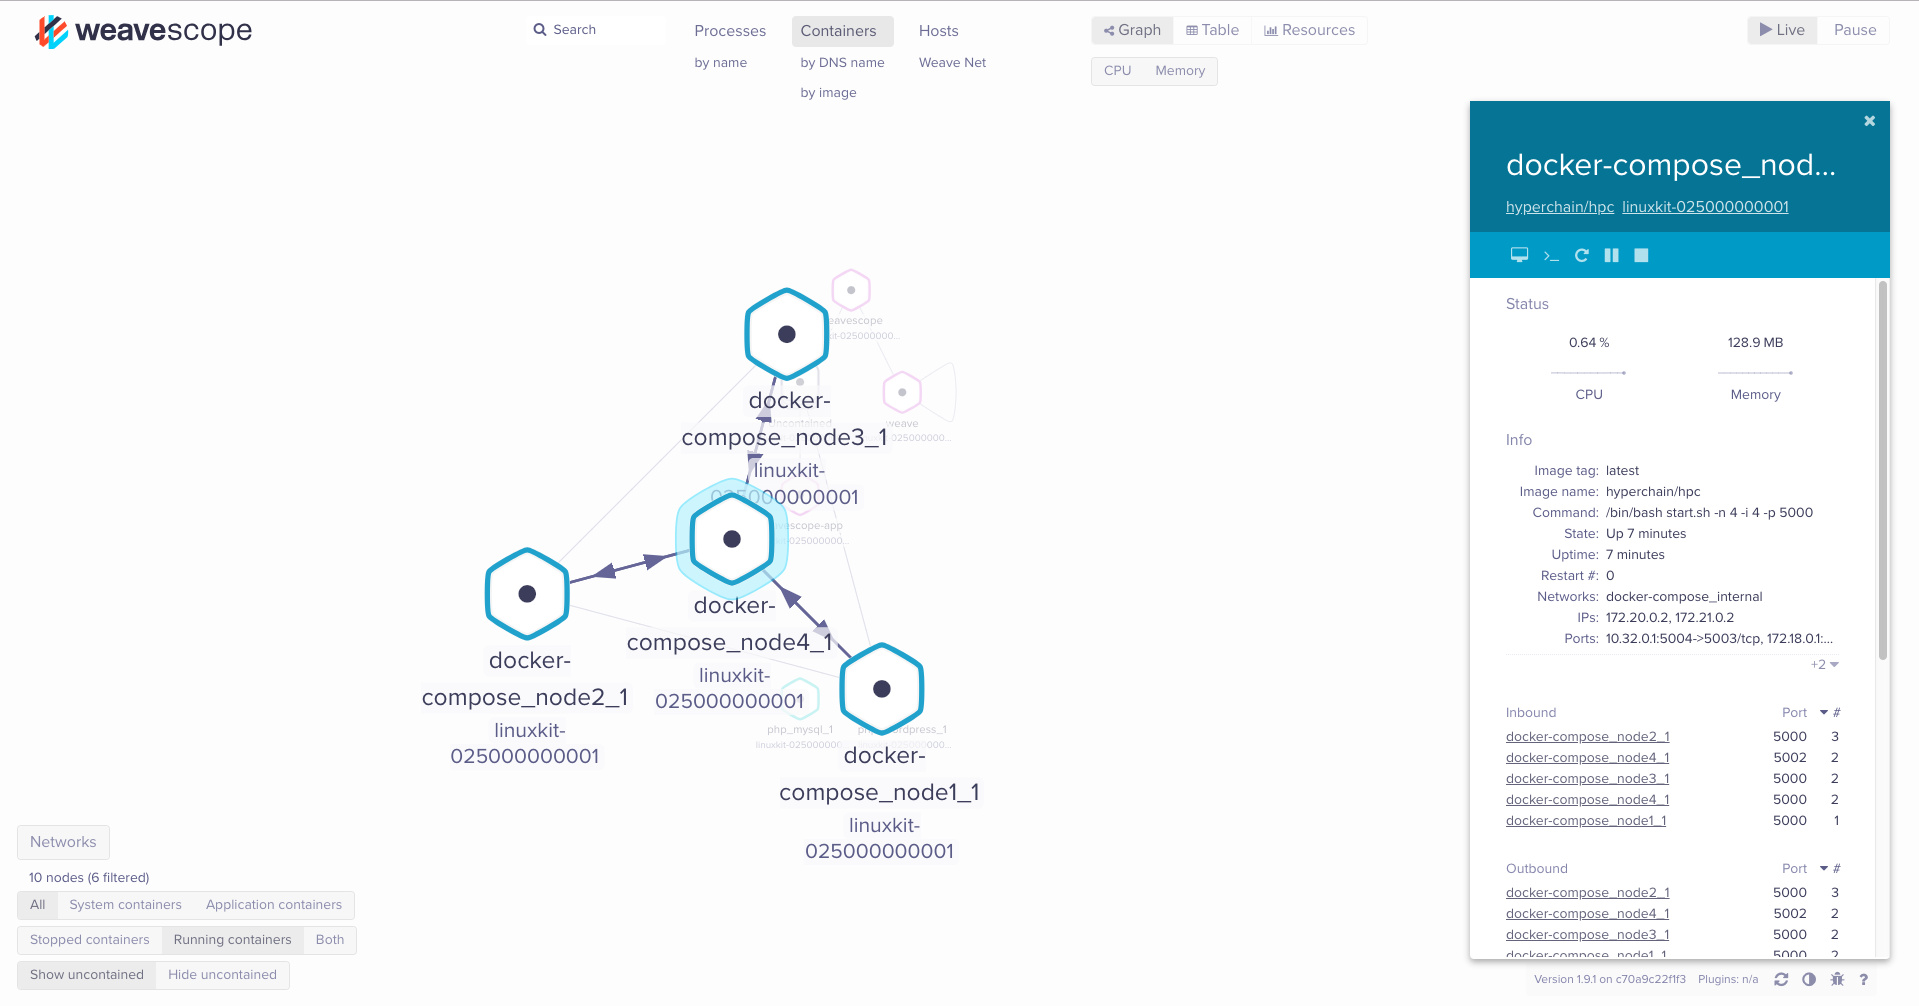 weavescope
Search
Processes
Containers
Hosts
by name
by DNS name
Weave Net
by image
Graph
Table
Resources
CPU
Memory
Live
Pause
weavescope
weave
docker-
compose_node3_1
linuxkit-
025000000001
docker-
compose_node4_1
linuxkit-
025000000001
docker-
compose_node2_1
linuxkit-
025000000001
php_mysql_1
docker-
compose_node1_1
linuxkit-
025000000001
Networks
10 nodes (6 filtered)
All
System containers
Application containers
Stopped containers
Running containers
Both
Show uncontained
Hide uncontained
docker-compose_nod...
hyperchain/hpc linuxkit-025000000001
Status
0.64 %
128.9 MB
CPU
Memory
Info
Image tag: latest
Image name: hyperchain/hpc
Command: /bin/bash start.sh -n 4 -i 4 -p 5000
State: Up 7 minutes
Uptime: 7 minutes
Restart #: 0
Networks: docker-compose_internal
IPs: 172.20.0.2, 172.21.0.2
Ports: 10.32.0.1:5004->5003/tcp, 172.18.0.1:...
+2
Inbound Port #
docker-compose_node2_1 5000 3
docker-compose_node4_1 5002 2
docker-compose_node3_1 5000 2
docker-compose_node4_1 5000 2
docker-compose_node1_1 5000 1
Outbound Port #
docker-compose_node2_1 5000 3
docker-compose_node4_1 5002 2
docker-compose_node3_1 5000 2
docker-compose_node1_1 5000 2
Version 1.9.1 on c70a9c22f1f3 Plugins: n/a
?